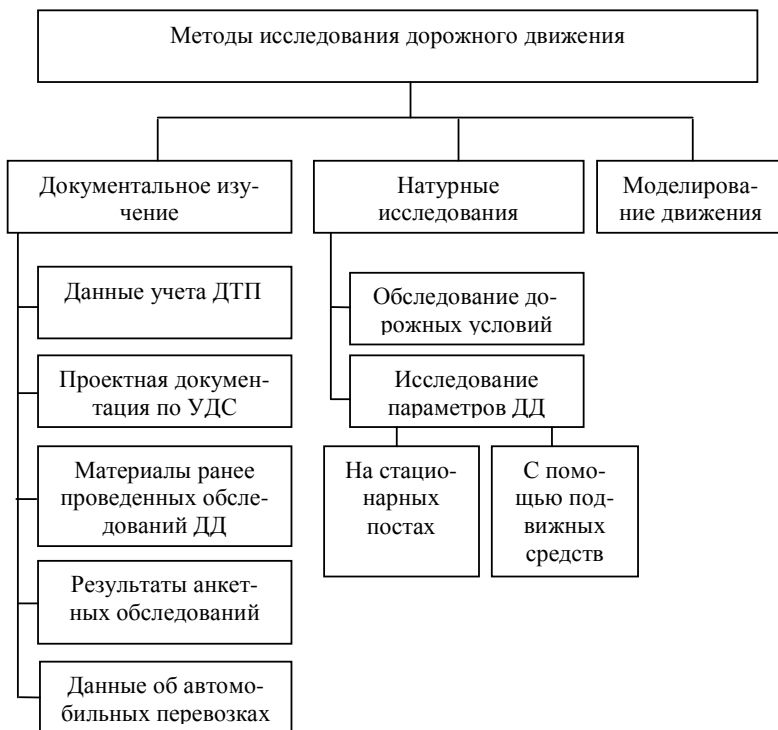 Методы исследования дорожного движения
Документальное изу-
чение
Натурные
исследования
Моделирова-
ние движения
Данные учета ДТП
Проектная докумен-
тация по УДС
Материалы ранее
проведенных обсле-
дований ДД
Результаты анкет-
ных обследований
Данные об автомо-
бильных перевозках
Обследование до-
рожных условий
Исследование
параметров ДД
На стацио-
нарных
постах
С помо-
щью под-
вижных
средств